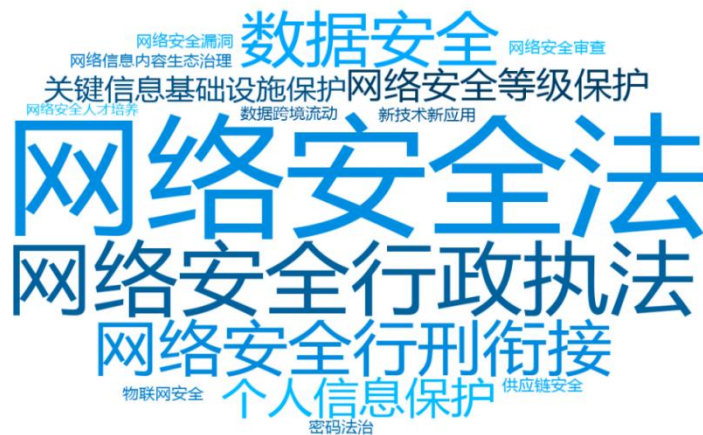 数据安全
网络安全漏洞
网络安全审查
网络信息内容生态治理
关键信息基础设施保护
网络安全等级保护
网络安全人才培养
数据跨境流动
新技术新应用
网络安全法
网络安全行政执法
网络安全行刑衔接
物联网安全
个人信息保护
供应链安全
密码法治